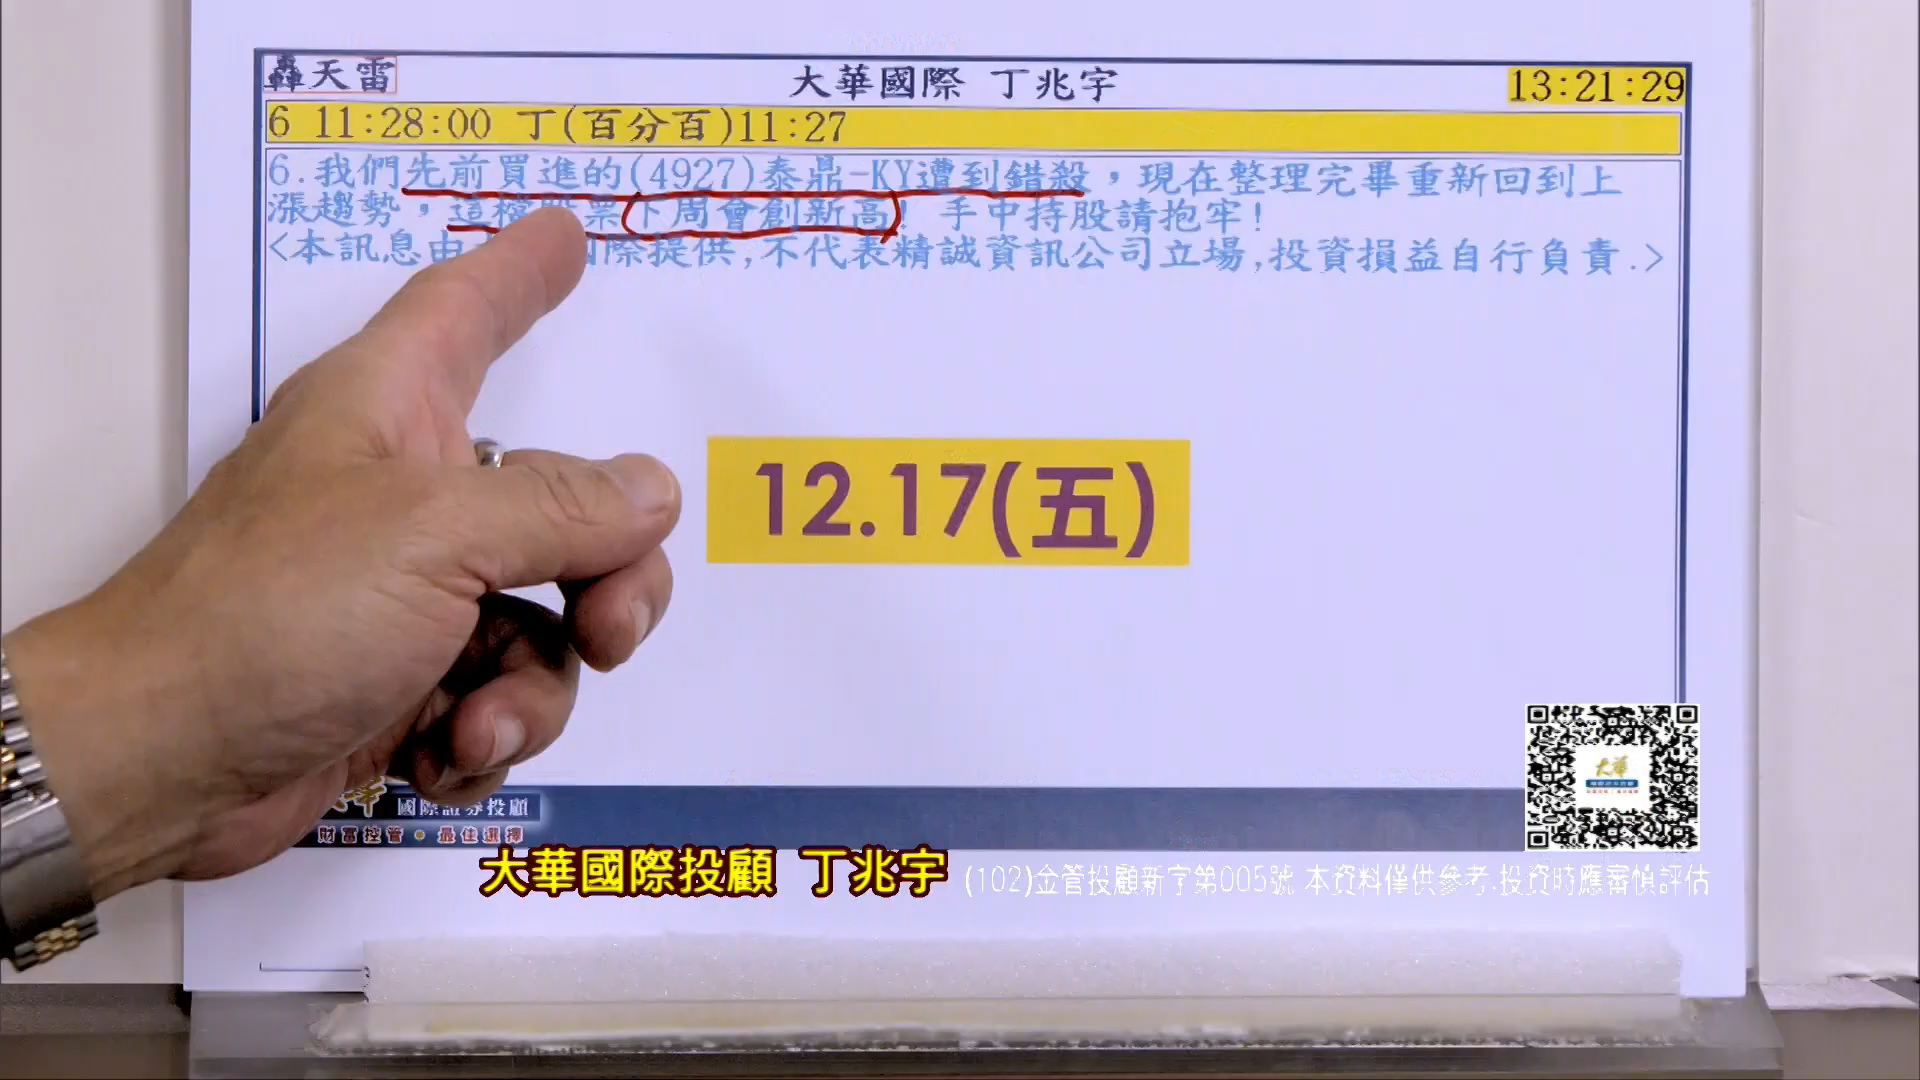 轟天雷
大華國際 丁兆宇
13:21:29
6 11:28:00 丁(百分百)11:27
6.我們先前買進的(4927)泰鼎-KY遭到錯殺，現在整理完畢重新回到上
漲趨勢，這檔股票下周會創新高！手中持股請抱牢！
<本訊息由 國際提供,不代表精誠資訊公司立場,投資損益自行負責.>
12.17(五)
大華
國際證券投顧
財富控管 最佳選擇
大華國際投顧 丁兆宇
(102)金管投顧新字第005號 本資料僅供參考,投資時應審慎評估